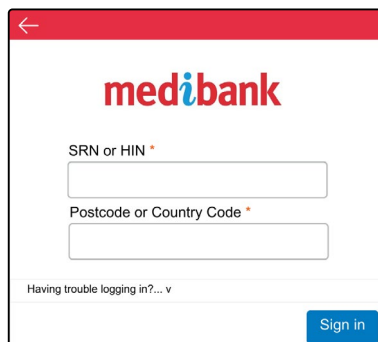 medibank
SRN or HIN *
Postcode or Country Code *
Having trouble logging in?... v
Sign in